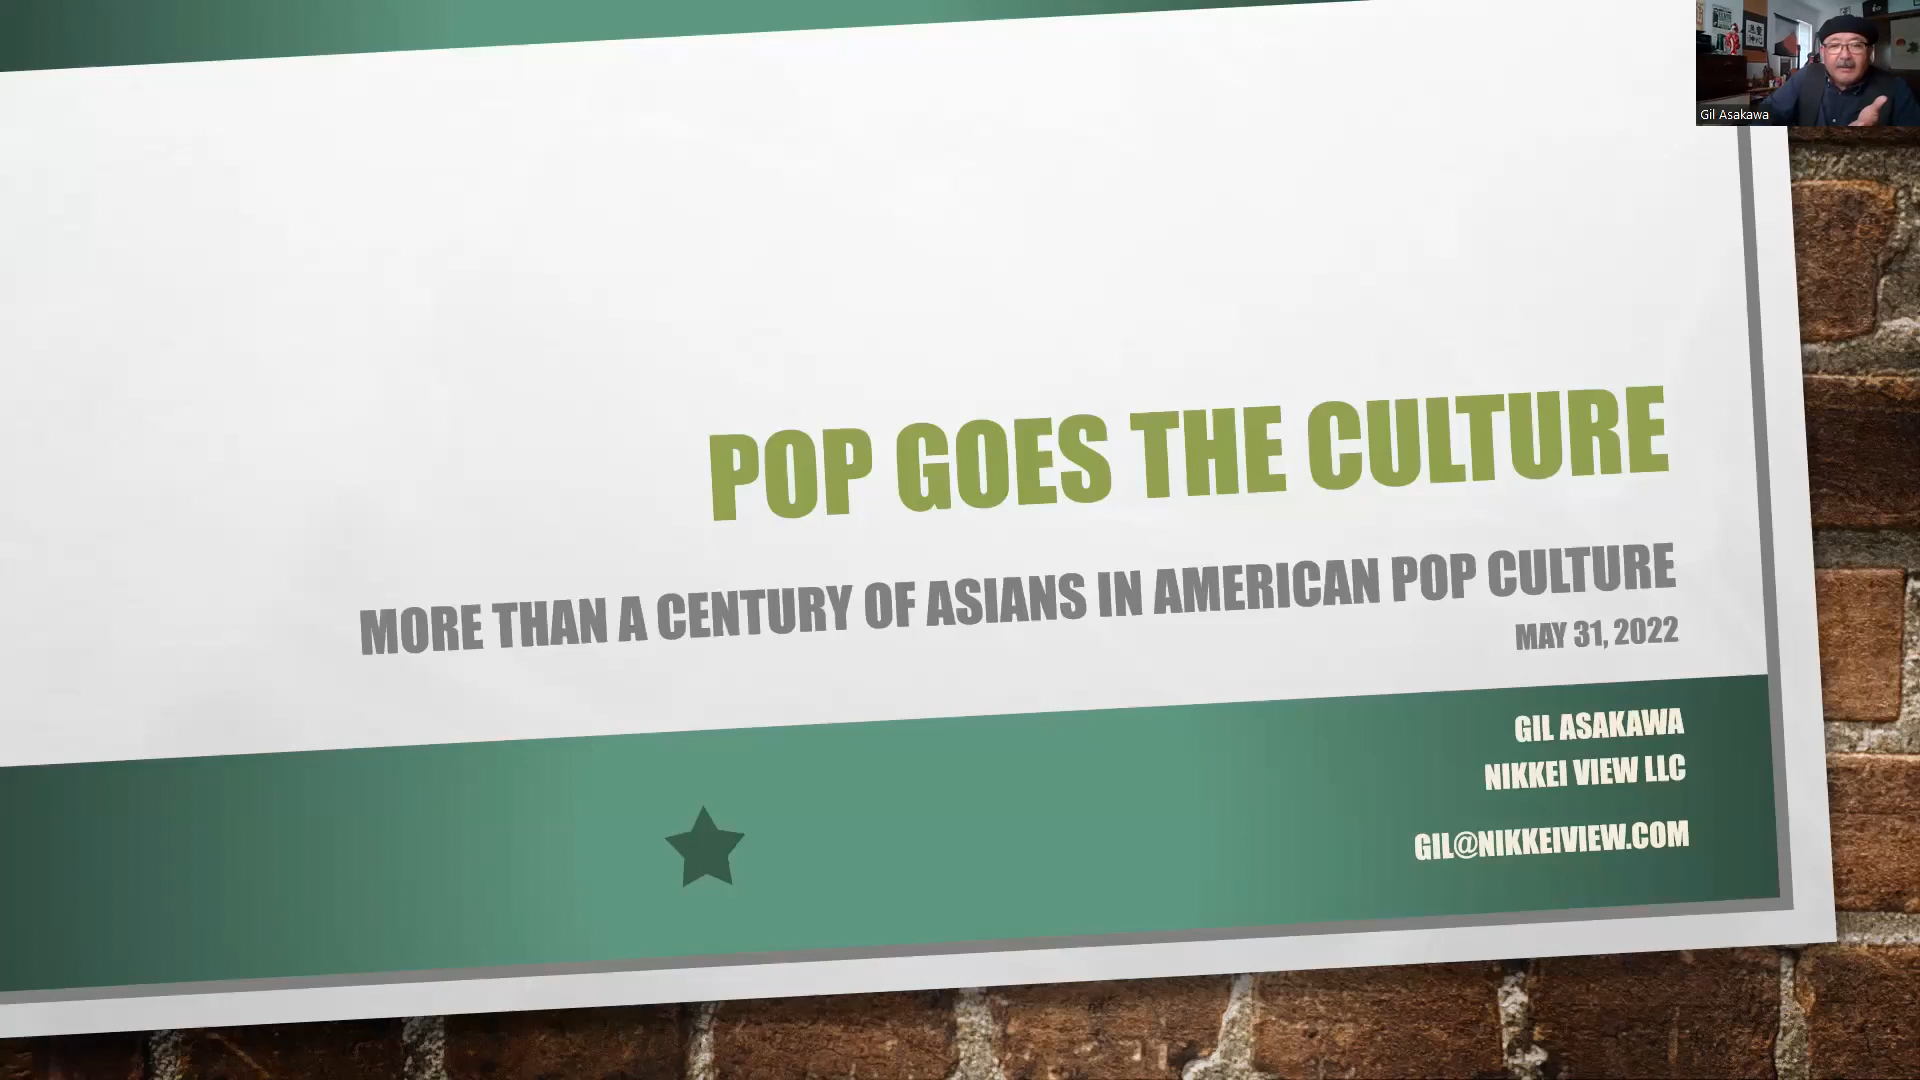 POP GOES THE CULTURE
MORE THAN A CENTURY OF ASIANS IN AMERICAN POP CULTURE
MAY 31, 2022
GIL ASAKAWA
NIKKEI VIEW LLC
GIL@NIKKEIVIEW.COM
Gil Asakawa